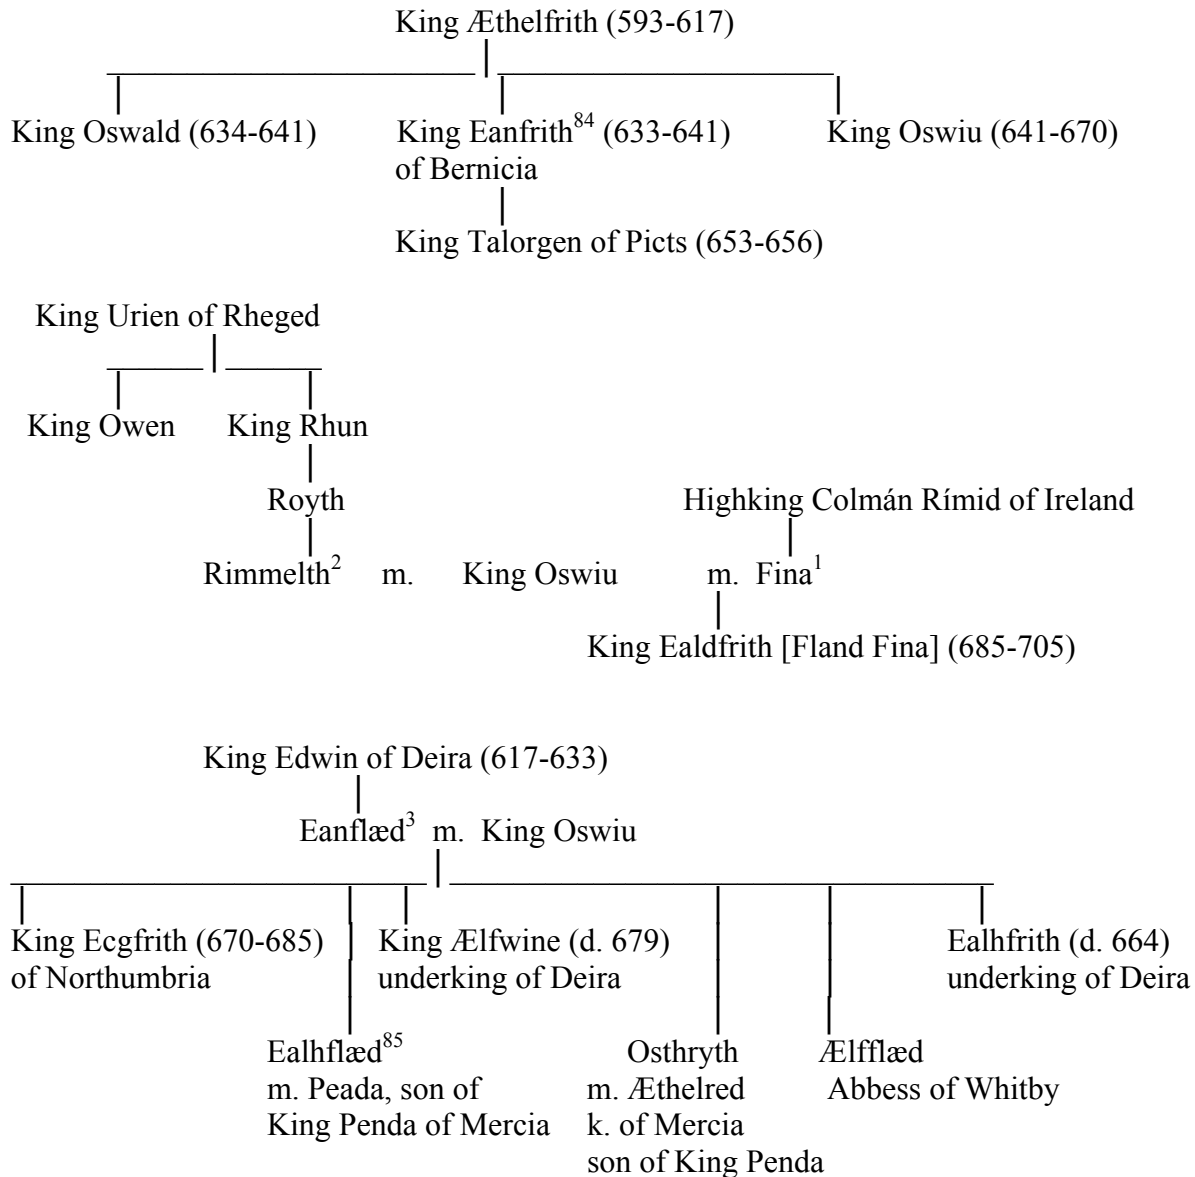 King Æthelfrith (593-617)
King Oswald (634-641) King Eanfrith84 (633-641) King Oswiu (641-670)
of Bernicia
King Talorgen of Picts (653-656)
King Urien of Rheged
King Owen King Rhun
Royth Highking Colmán Rímid of Ireland
Rimmelth2 m. King Oswiu m. Fina1
King Ealdfrith [Fland Fina] (685-705)
King Edwin of Deira (617-633)
Eanflæd3 m. King Oswiu
King Ecgfrith (670-685) King Ælfwine (d. 679) Ealhfrith (d. 664)
of Northumbria underking of Deira underking of Deira
Ealhflæd85 Osthryth Ælfflæd
m. Peada, son of m. Æthelred Abbess of Whitby
King Penda of Mercia k. of Mercia
son of King Penda